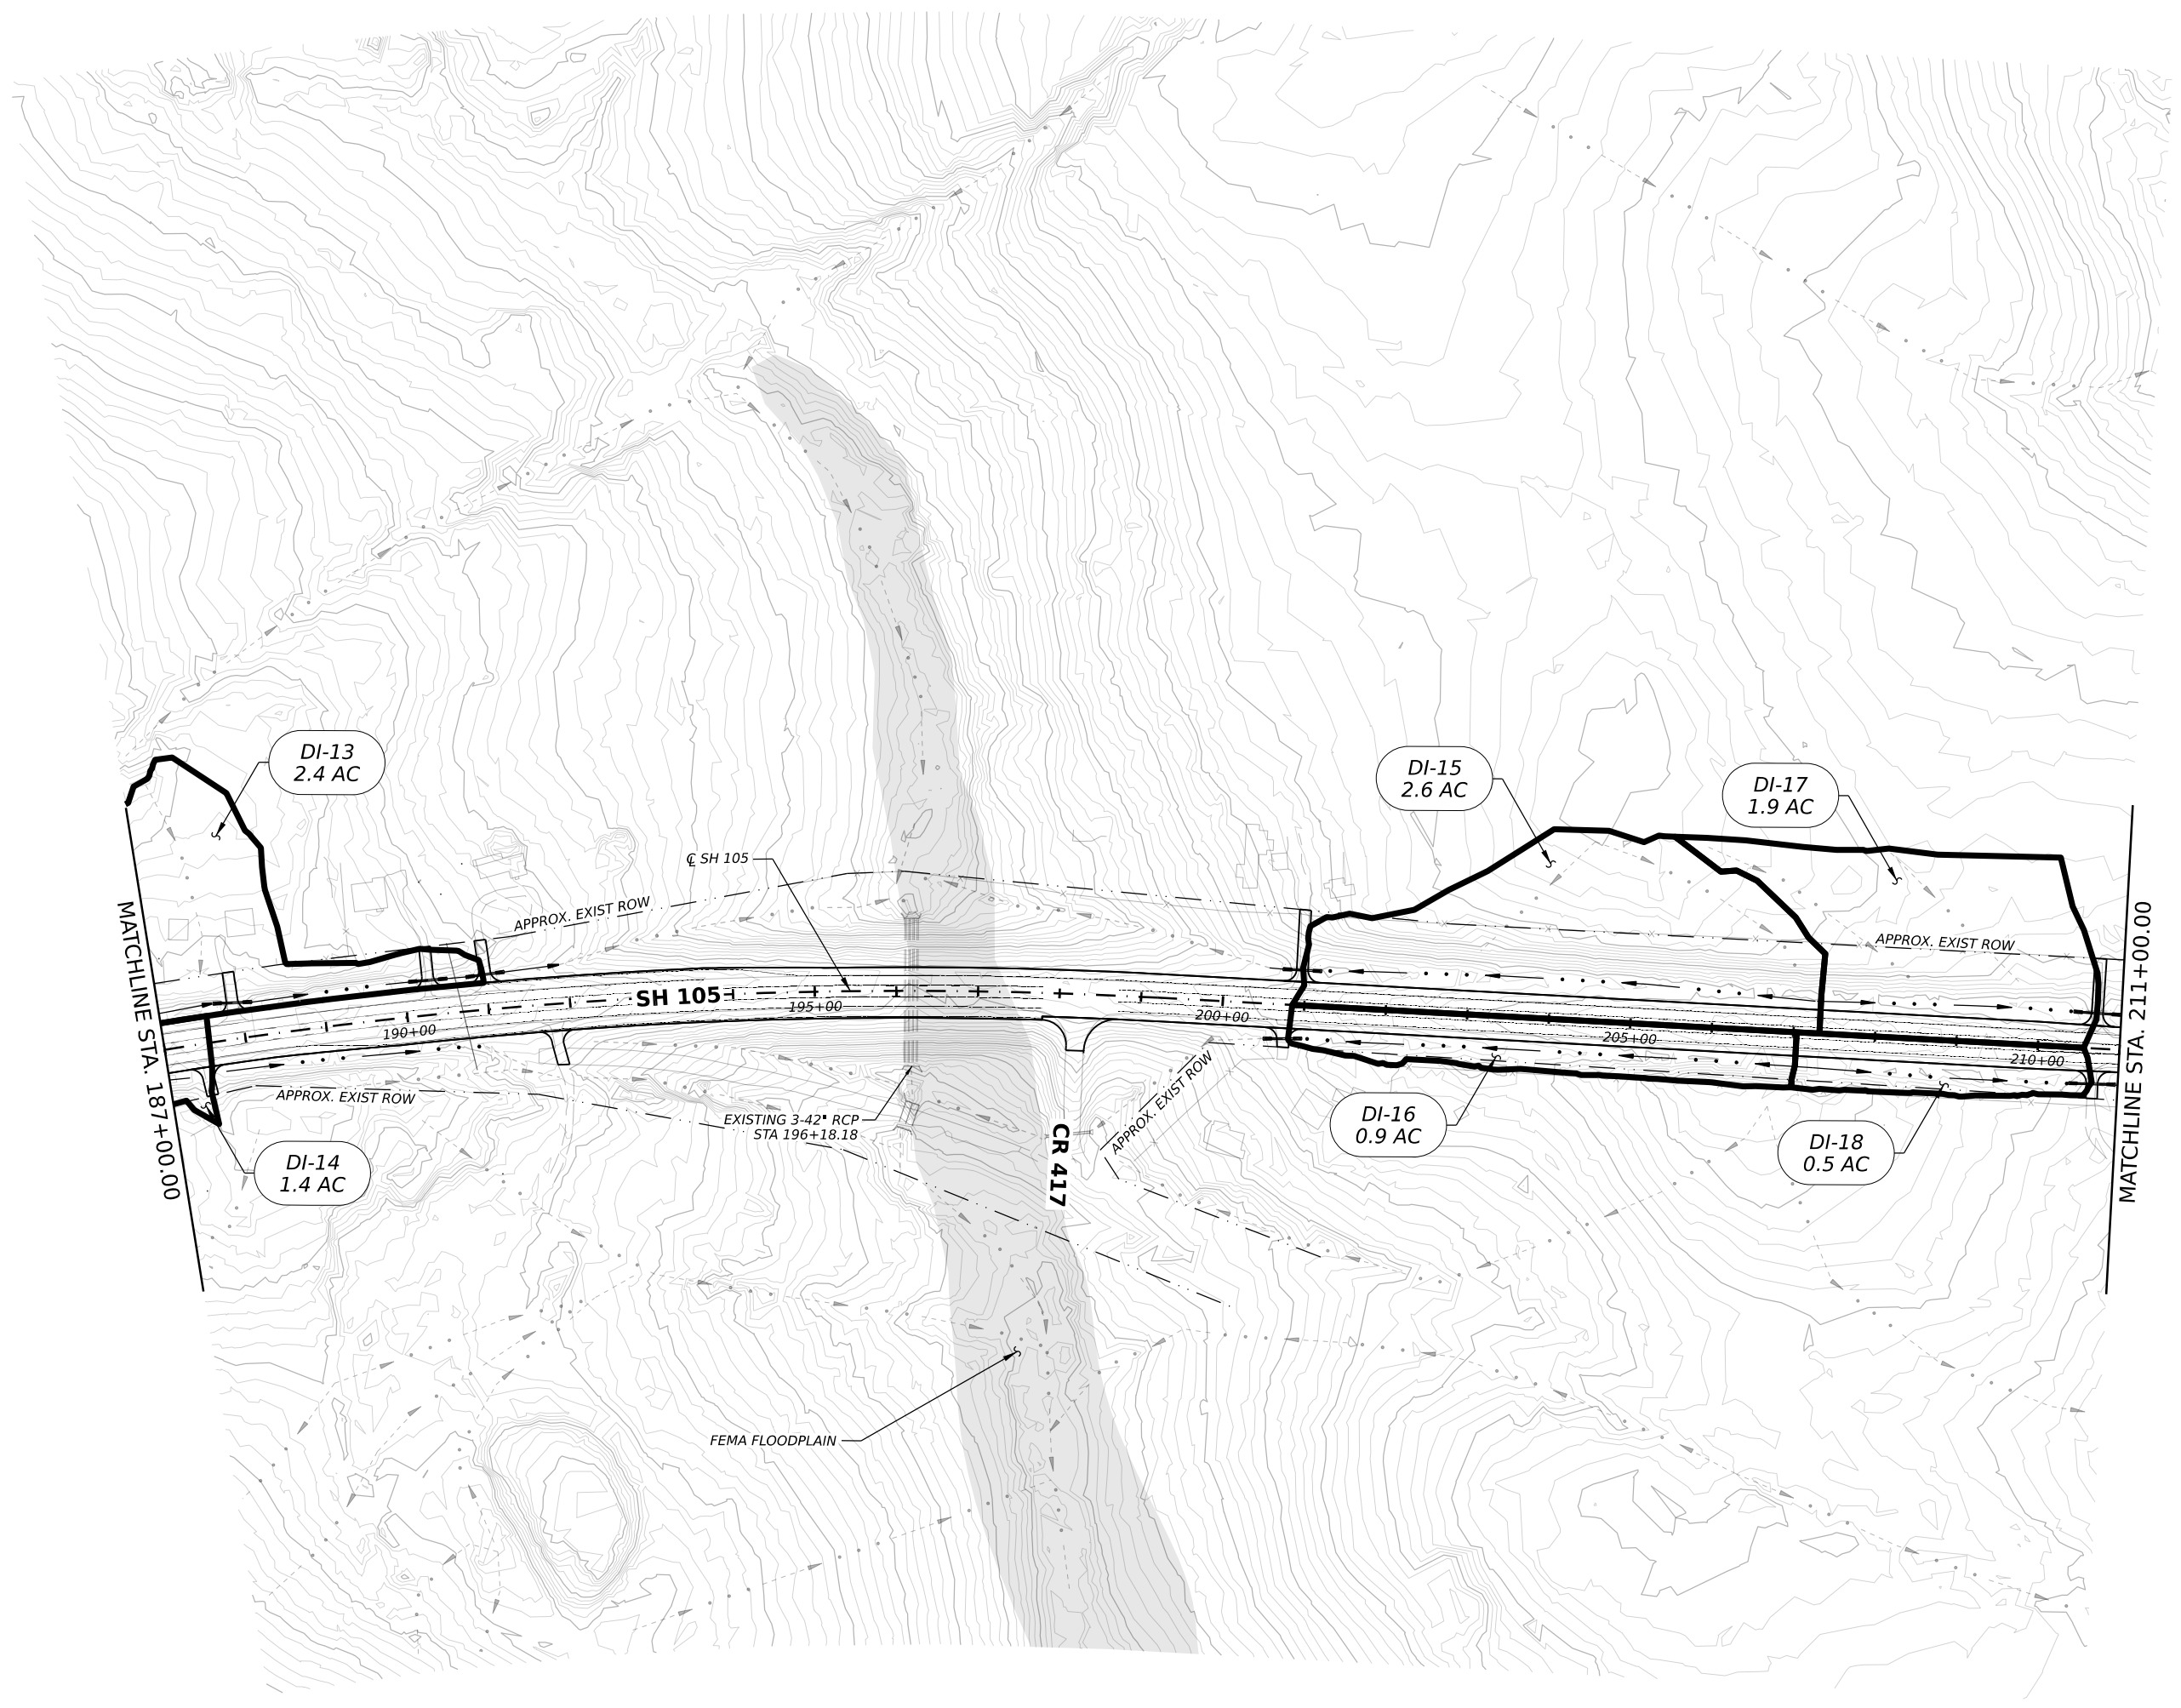 DI-13
2.4 AC
DI-15
2.6 AC
DI-17
1.9 AC
℄ SH 105
APPROX. EXIST ROW
APPROX. EXIST ROW
MATCHLINE STA. 187+00.00
MATCHLINE STA. 211+00.00
SH 105
190+00
195+00
200+00
205+00
210+00
APPROX. EXIST ROW
APPROX. EXIST ROW
EXISTING 3-42" RCP
STA 196+18.18
CR 417
DI-14
1.4 AC
DI-16
0.9 AC
DI-18
0.5 AC
FEMA FLOODPLAIN